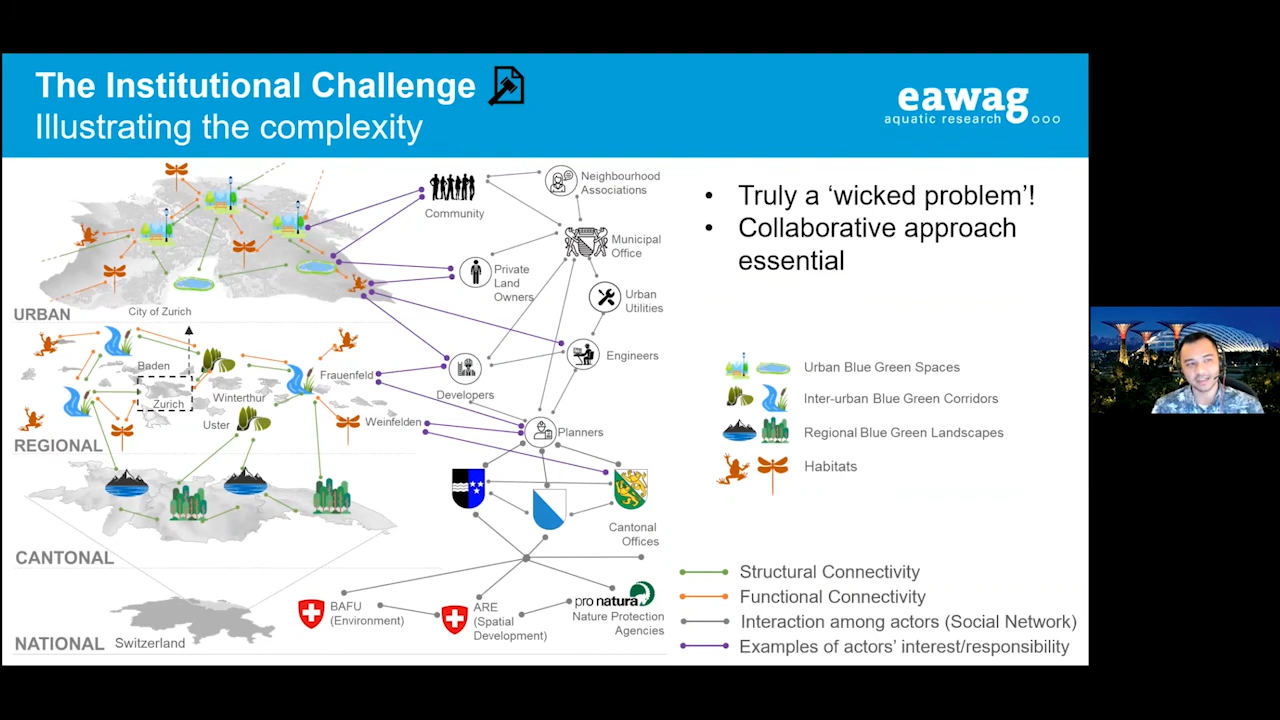 The Institutional Challenge
Illustrating the complexity
eawag
aquatic research
Neighbourhood
Associations
Community
Municipal
Office
Private
Land
Owners
Urban
Utilities
URBAN
City of Zurich
Engineers
Developers
Baden
Frauenfeld
Zurich
Winterthur
Uster
Weinfelden
Planners
REGIONAL
Cantonal
Offices
CANTONAL
BAFU
(Environment)
ARE
(Spatial
Development)
pro natura
Nature Protection
Agencies
NATIONAL
Switzerland
• Truly a ‘wicked problem’!
• Collaborative approach
essential
Urban Blue Green Spaces
Inter-urban Blue Green Corridors
Regional Blue Green Landscapes
Habitats
Structural Connectivity
Functional Connectivity
Interaction among actors (Social Network)
Examples of actors’ interest/responsibility